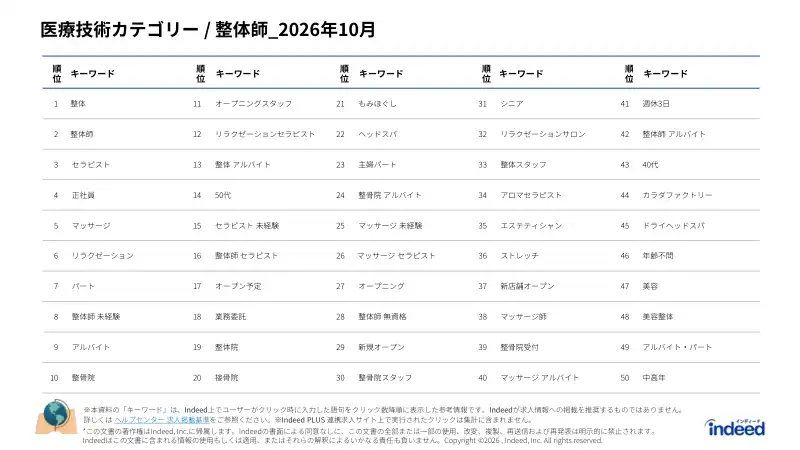 医療技術カテゴリー / 整体師_2026年10月
順位 キーワード 順位 キーワード 順位 キーワード 順位 キーワード 順位 キーワード
1 整体 11 オープニングスタッフ 21 もみほぐし 31 シニア 41 週休3日
2 整体師 12 リラクゼーションセラピスト 22 ヘッドスパ 32 リラクゼーションサロン 42 整体師 アルバイト
3 セラピスト 13 整体 アルバイト 23 主婦パート 33 整体スタッフ 43 40代
4 正社員 14 50代 24 整骨院 アルバイト 34 アロマセラピスト 44 カラダファクトリー
5 マッサージ 15 セラピスト 未経験 25 マッサージ 未経験 35 エステティシャン 45 ドライヘッドスパ
6 リラクゼーション 16 整体師 セラピスト 26 マッサージ セラピスト 36 ストレッチ 46 年齢不問
7 パート 17 オープン予定 27 オープニング 37 新店舗オープン 47 美容
8 整体師 未経験 18 業務委託 28 整体師 無資格 38 マッサージ師 48 美容整体
9 アルバイト 19 整体院 29 新規オープン 39 整骨院受付 49 アルバイト・パート
10 整骨院 20 接骨院 30 整骨院スタッフ 40 マッサージ アルバイト 50 中高年
※本資料の「キーワード」は、Indeed上でユーザーがクリック時に入力した語句をクリック数降順に表示した参考情報です。Indeedが求人情報への掲載を推奨するものではありません。
詳しくは ヘルプセンター 求人掲載基準をご参照ください。※Indeed PLUS 連携求人サイト上で実行されたクリックは集計に含まれません。
*この文書の著作権はIndeed, Inc.に帰属します。Indeedの書面による同意なしに、この文書の全部または一部の使用、改変、複製、再送信および再発表は明示的に禁止されます。
Indeedはこの文書に含まれる情報の使用もしくは適用、またはそれらの解釈によるいかなる責任も負いません。Copyright ©2026 , Indeed, Inc. All rights reserved.
インディード
indeed